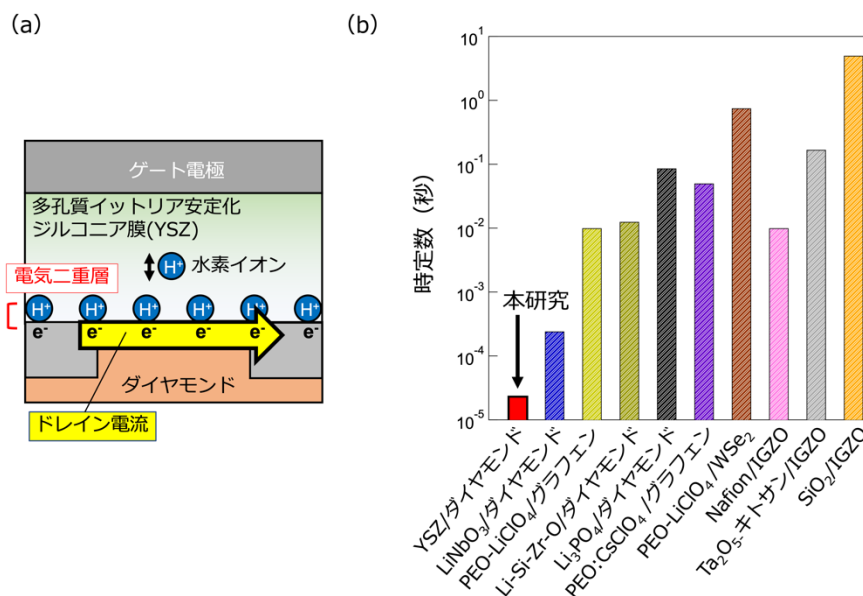 (a)
ゲート電極
多孔質イットリア安定化
ジルコニア膜(YSZ)
H⁺ 水素イオン
電気二重層
H⁺ H⁺ H⁺ H⁺ H⁺ H⁺
e⁻ e⁻ e⁻ e⁻ e⁻ e⁻
ダイヤモンド
ドレイン電流
(b)
時定数（秒）
10¹
10⁰
10⁻¹
10⁻²
10⁻³
10⁻⁴
10⁻⁵
本研究
YSZ/ダイヤモンド
LiNbO₃/ダイヤモンド
PEO-LiClO₄/グラフェン
Li-Si-Zr-O/ダイヤモンド
Li₃PO₄/ダイヤモンド
PEO:CsClO₄/グラフェン
PEO-LiClO₄/WSe₂
Nafion/IGZO
Ta₂O₅-キトサン/IGZO
SiO₂/IGZO